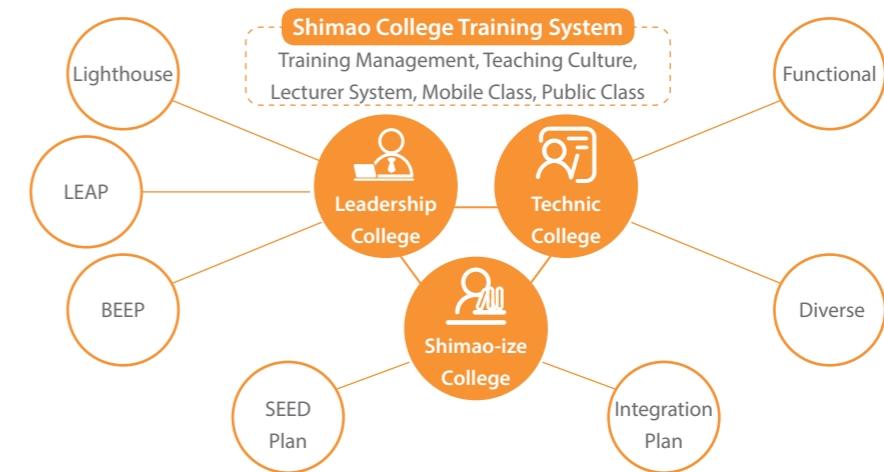 Shimao College Training System
Training Management, Teaching Culture,
Lecturer System, Mobile Class, Public Class
Lighthouse
LEAP
BEEP
Leadership
College
Technic
College
Functional
Diverse
Shimao-ize
College
SEED
Plan
Integration
Plan